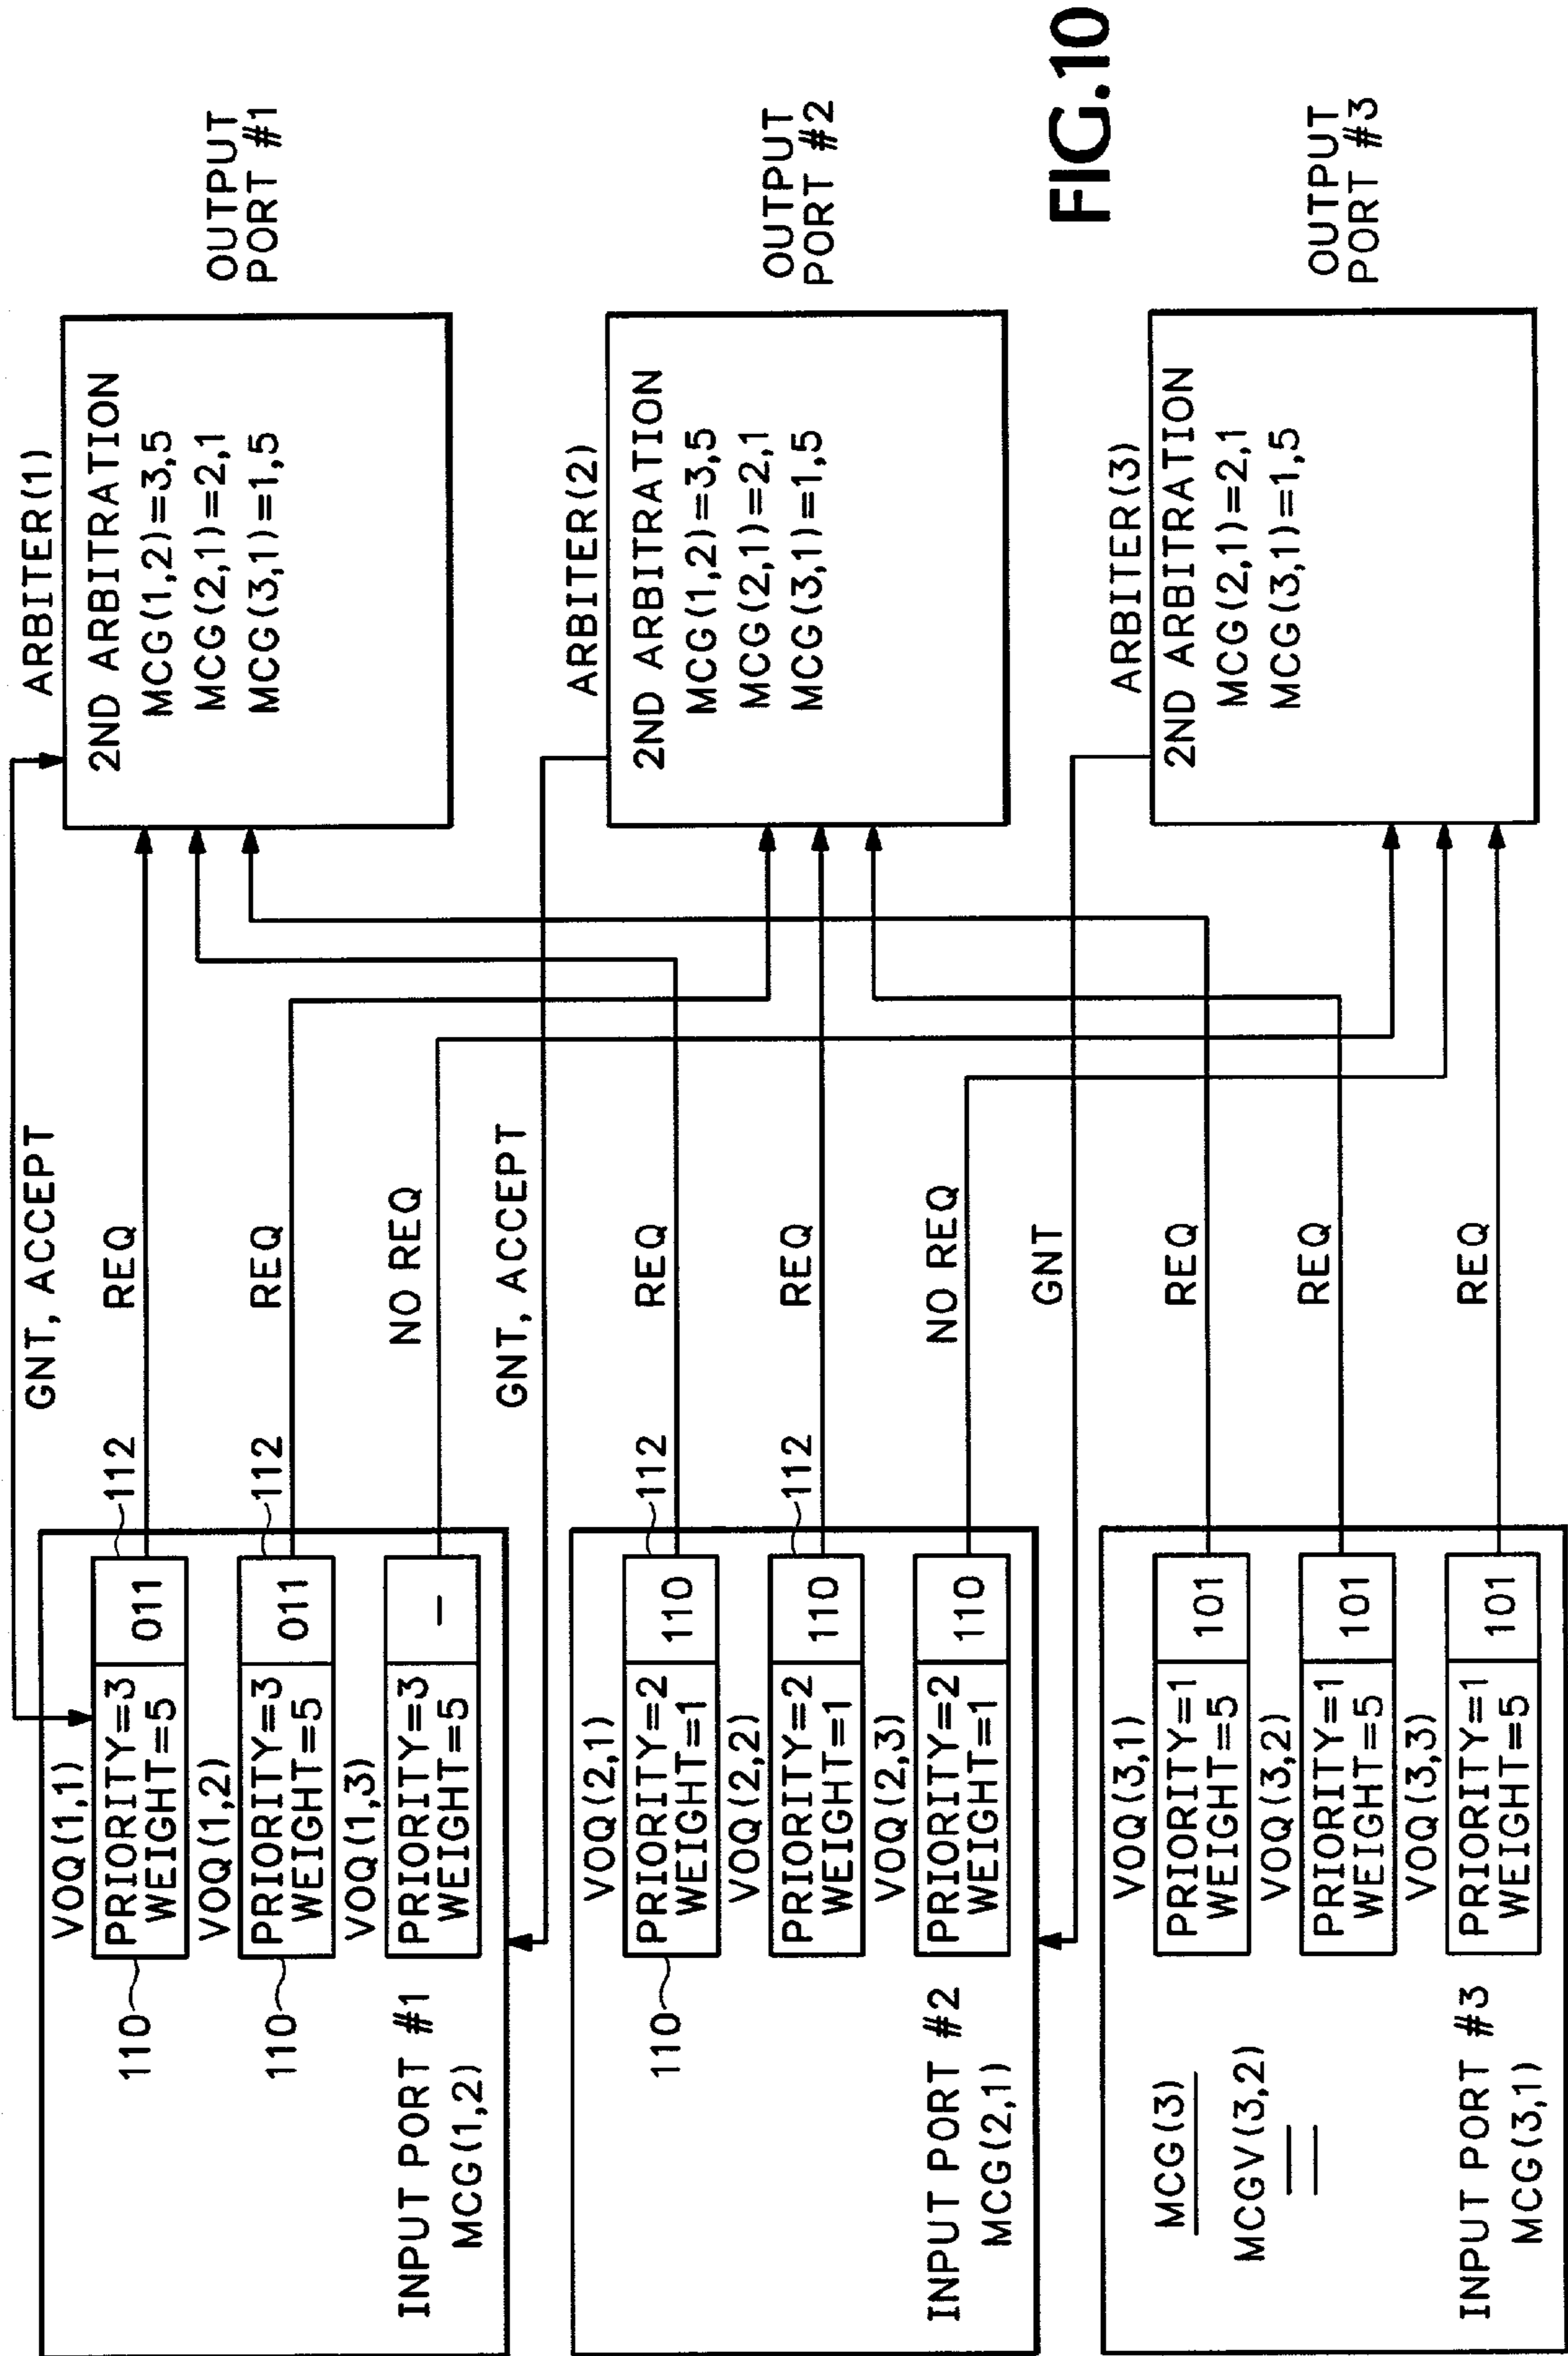 VOQ(1,1)
110
PRIORITY=3
WEIGHT=5
011
112
GNT, ACCEPT
REQ
VOQ(1,2)
110
PRIORITY=3
WEIGHT=5
011
112
REQ
VOQ(1,3)
PRIORITY=3
WEIGHT=5
—
NO REQ
INPUT PORT #1
MCG(1,2)
ARBITER(1)
2ND ARBITRATION
MCG(1,2)=3,5
MCG(2,1)=2,1
MCG(3,1)=1,5
OUTPUT
PORT #1
GNT, ACCEPT
VOQ(2,1)
110
PRIORITY=2
WEIGHT=1
110
112
REQ
VOQ(2,2)
PRIORITY=2
WEIGHT=1
110
112
REQ
VOQ(2,3)
PRIORITY=2
WEIGHT=1
110
NO REQ
INPUT PORT #2
MCG(2,1)
ARBITER(2)
2ND ARBITRATION
MCG(1,2)=3,5
MCG(2,1)=2,1
MCG(3,1)=1,5
OUTPUT
PORT #2
GNT
VOQ(3,1)
PRIORITY=1
WEIGHT=5
101
REQ
VOQ(3,2)
PRIORITY=1
WEIGHT=5
101
REQ
VOQ(3,3)
PRIORITY=1
WEIGHT=5
101
REQ
MCG(3)
MCGV(3,2)
INPUT PORT #3
MCG(3,1)
ARBITER(3)
2ND ARBITRATION
MCG(2,1)=2,1
MCG(3,1)=1,5
OUTPUT
PORT #3
FIG.10